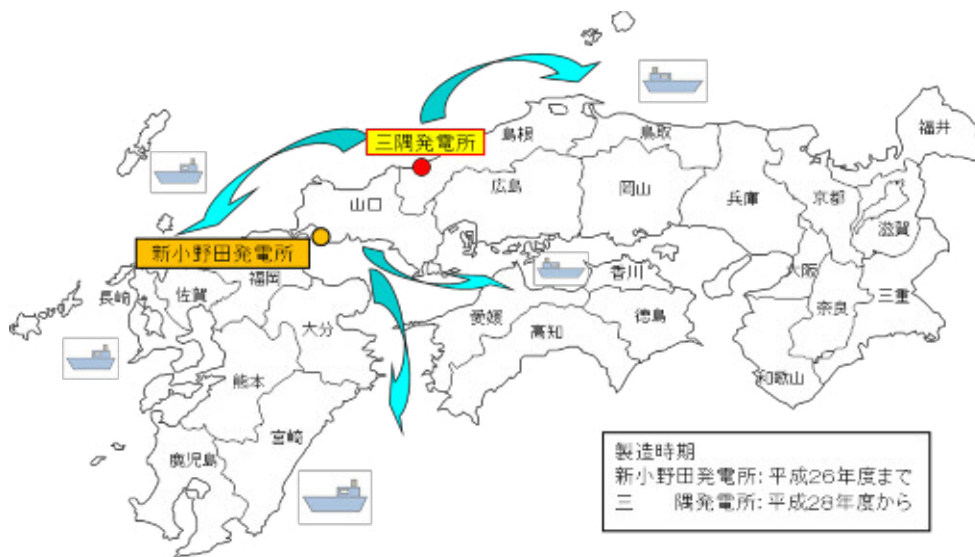 福井
島根
鳥取
三隅発電所
広島
岡山
兵庫
京都
山口
滋賀
新小野田発電所
福岡
香川
大阪
長崎
佐賀
三重
奈良
大分
愛媛
徳島
高知
熊本
和歌山
宮崎
鹿児島
製造時期
新小野田発電所: 平成26年度まで
三　　隅発電所: 平成28年度から